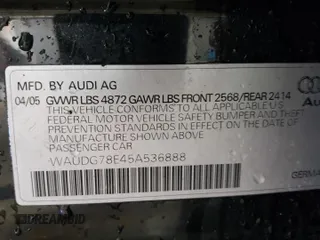 MFD. BY AUDI AG
04/05 GVWR LBS 4872 GAWR LBS FRONT 2568/REAR 2414
THIS VEHICLE CONFORMS TO ALL APPLICABLE US
FEDERAL MOTOR VEHICLE SAFETY BUMPER AND THEFT
PREVENTION STANDARDS IN EFFECT ON THE DATE OF
MANUFACTURE SHOWN ABOVE.
PASSENGER CAR
WAUDG78E45A536888
GERMA